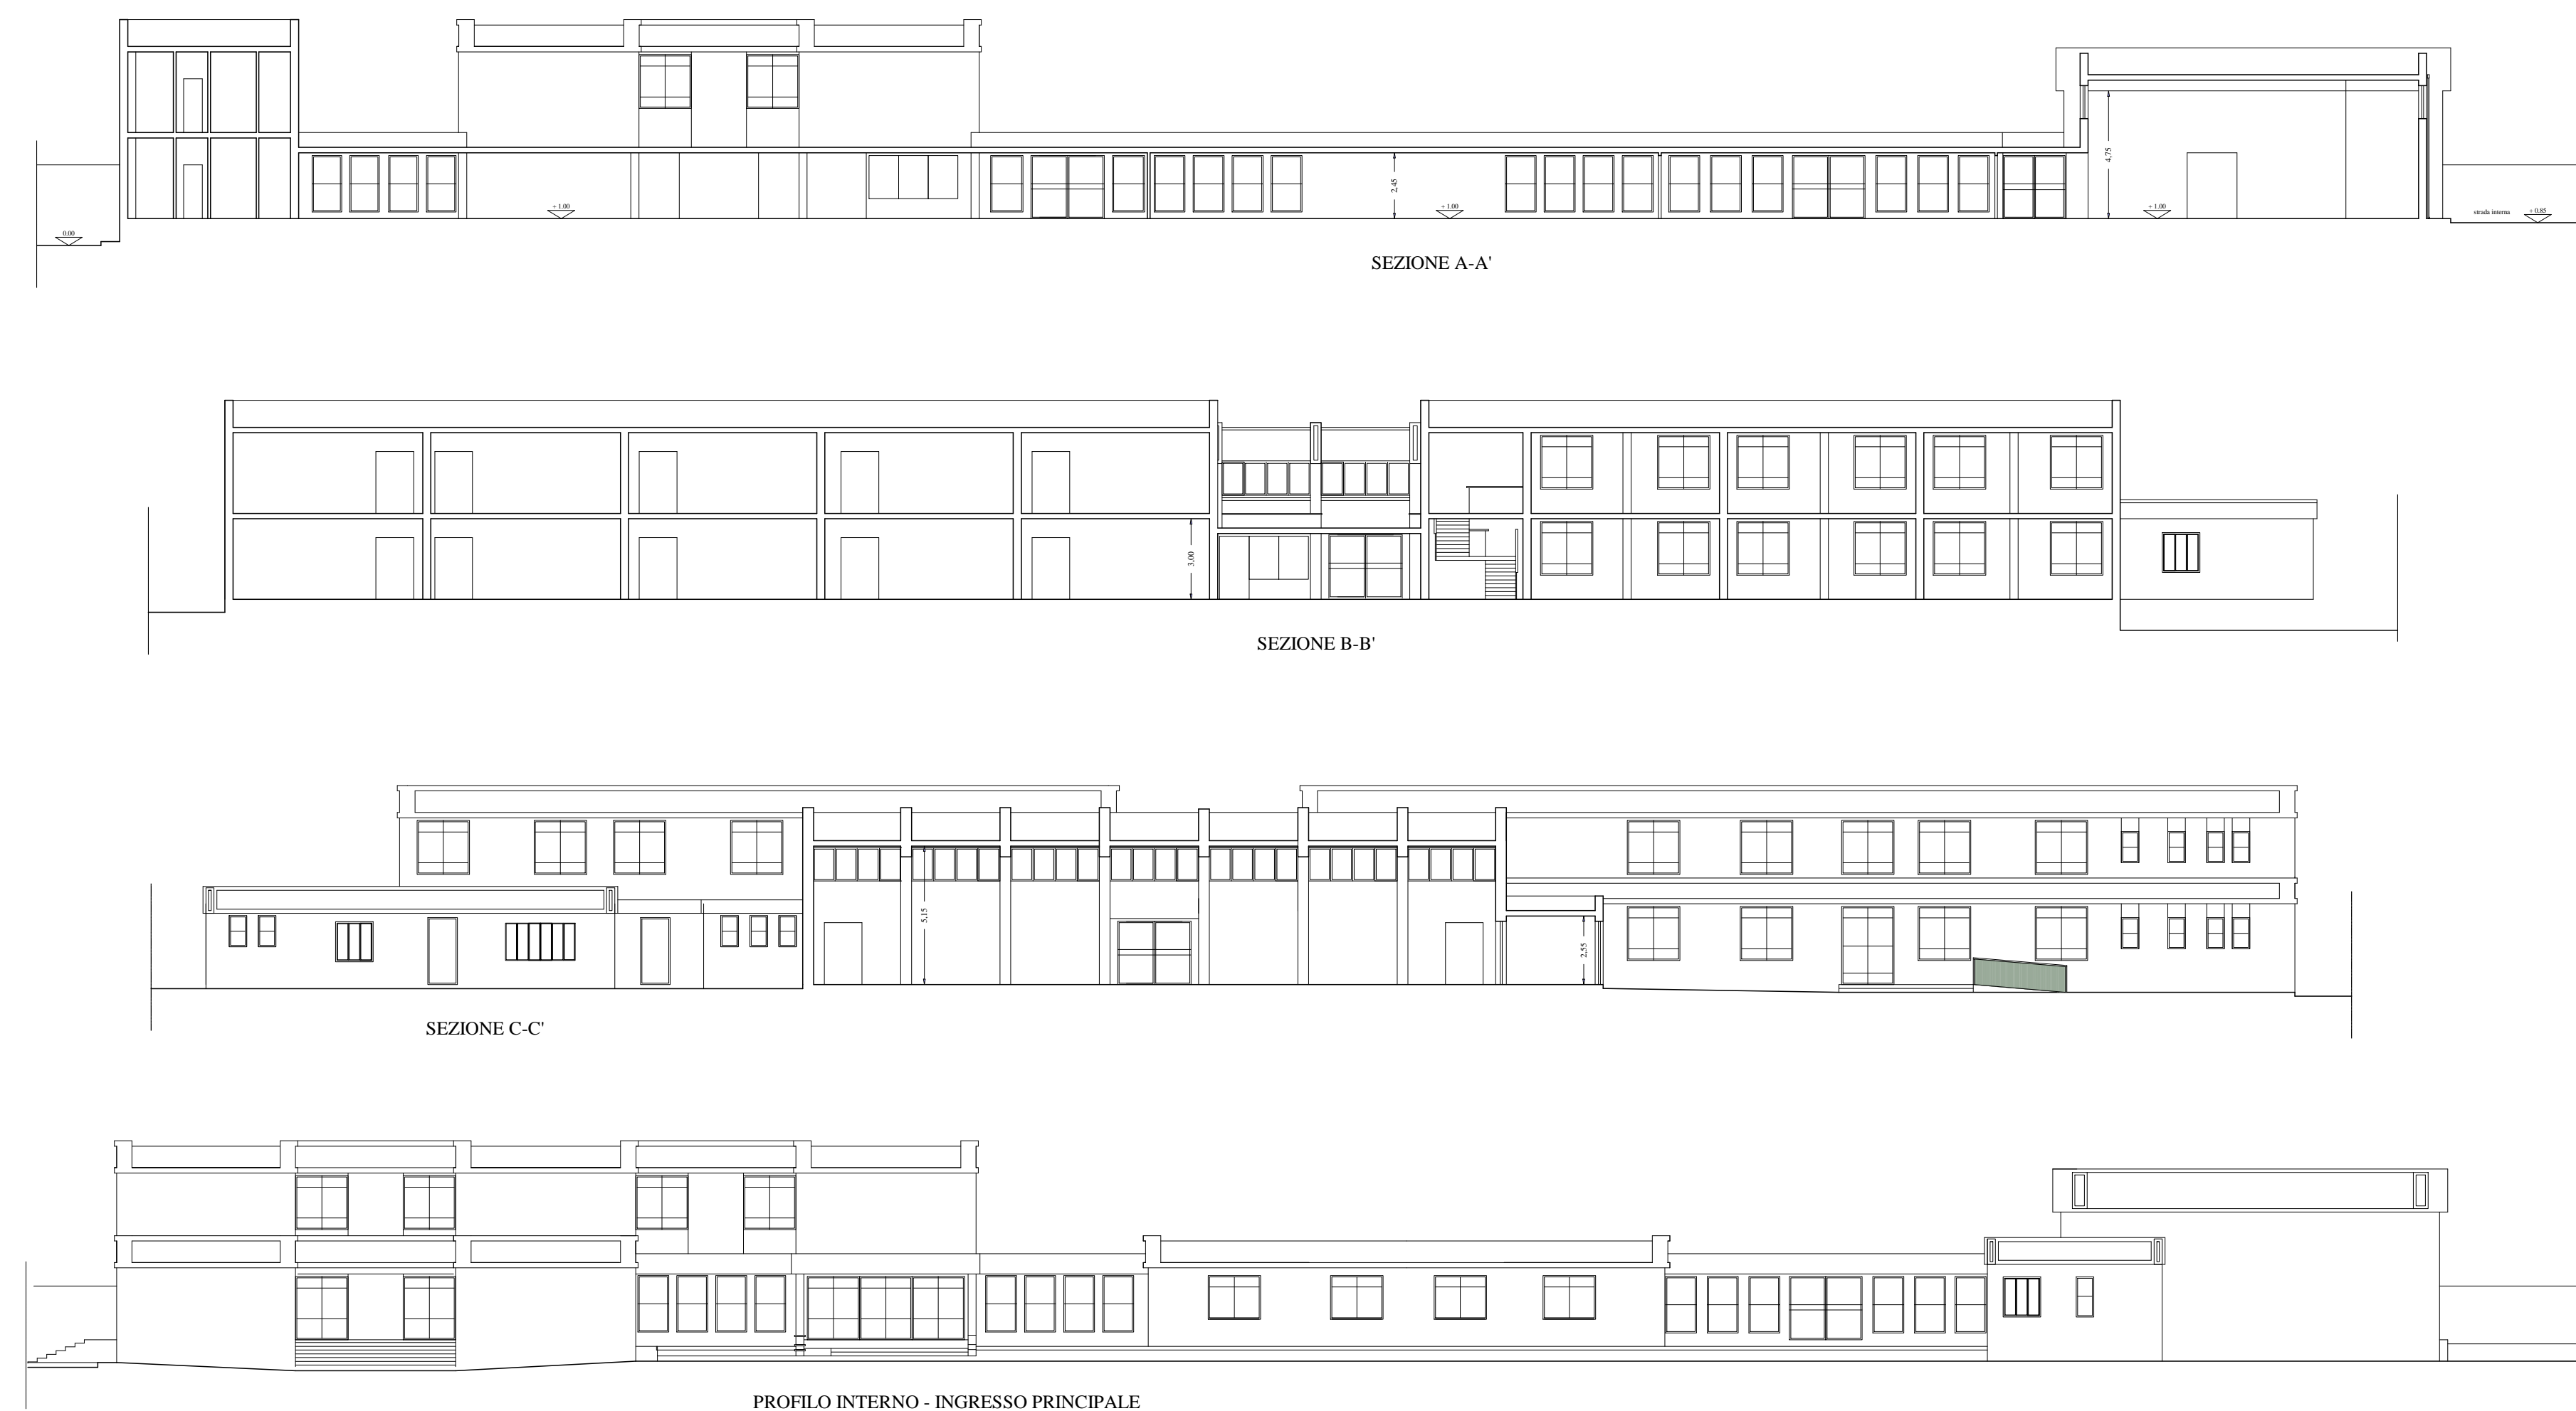 4,75
2,45
+ 1.00
+ 1.00
+ 1.00
strada interna
+ 0.85
0.00
SEZIONE A-A'
3,00
SEZIONE B-B'
5,15
2,55
SEZIONE C-C'
PROFILO INTERNO - INGRESSO PRINCIPALE